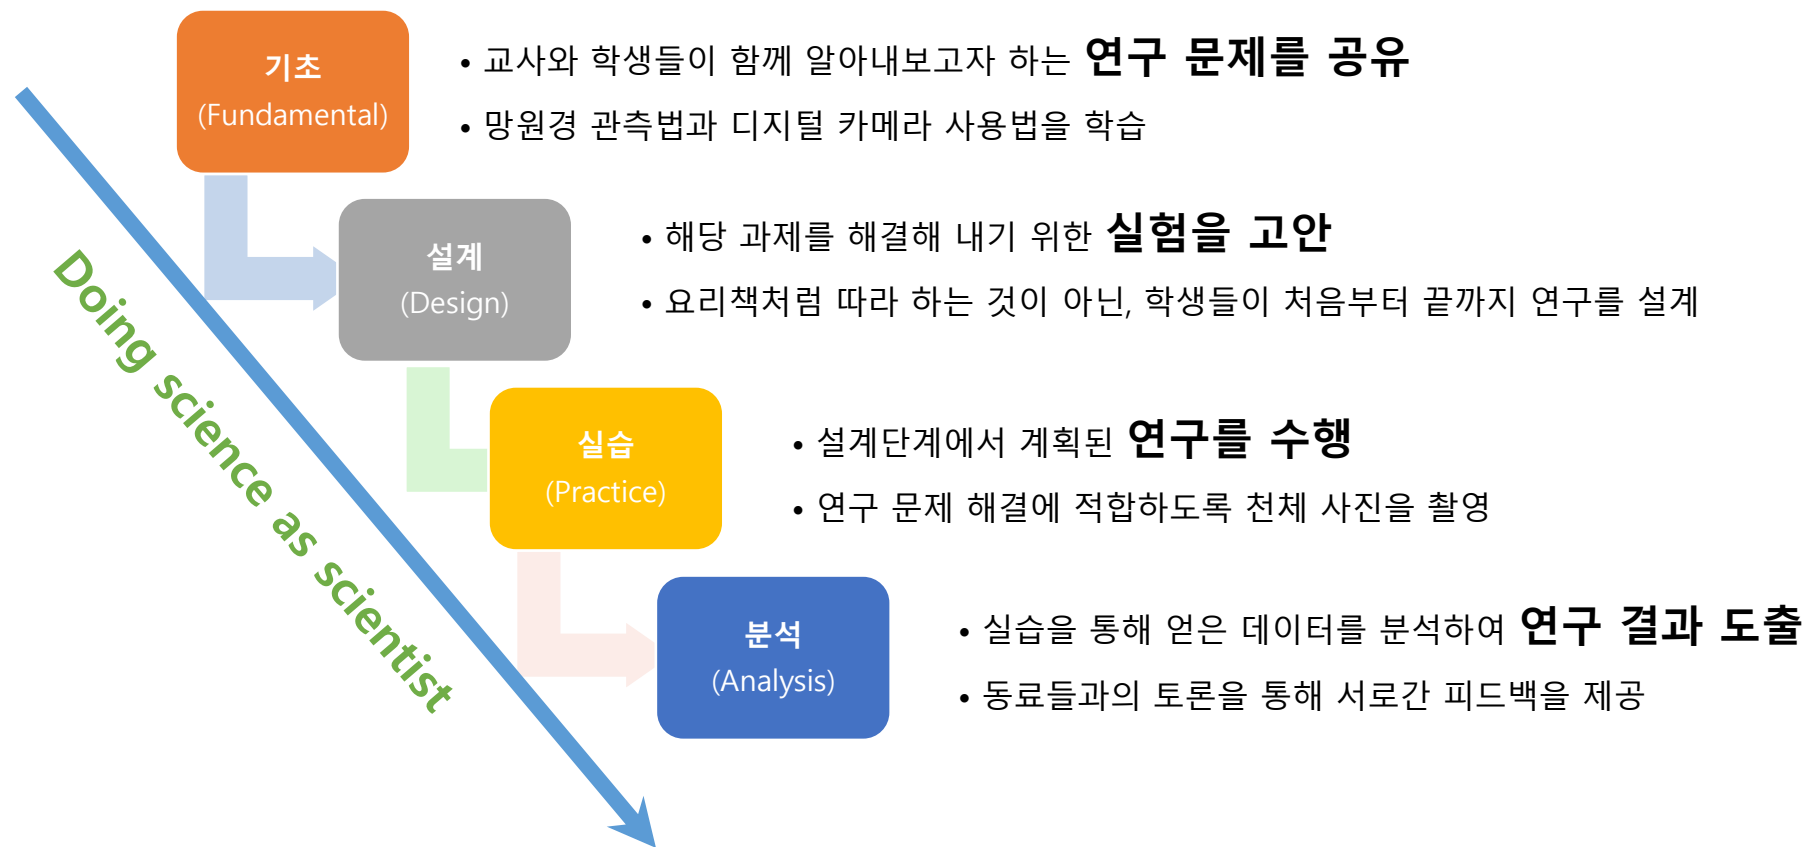 기초
(Fundamental)
• 교사와 학생들이 함께 알아내보고자 하는 연구 문제를 공유
• 망원경 관측법과 디지털 카메라 사용법을 학습
설계
(Design)
• 해당 과제를 해결해 내기 위한 실험을 고안
• 요리책처럼 따라 하는 것이 아닌, 학생들이 처음부터 끝까지 연구를 설계
실습
(Practice)
• 설계단계에서 계획된 연구를 수행
• 연구 문제 해결에 적합하도록 천체 사진을 촬영
분석
(Analysis)
• 실습을 통해 얻은 데이터를 분석하여 연구 결과 도출
• 동료들과의 토론을 통해 서로간 피드백을 제공
Doing science as scientist